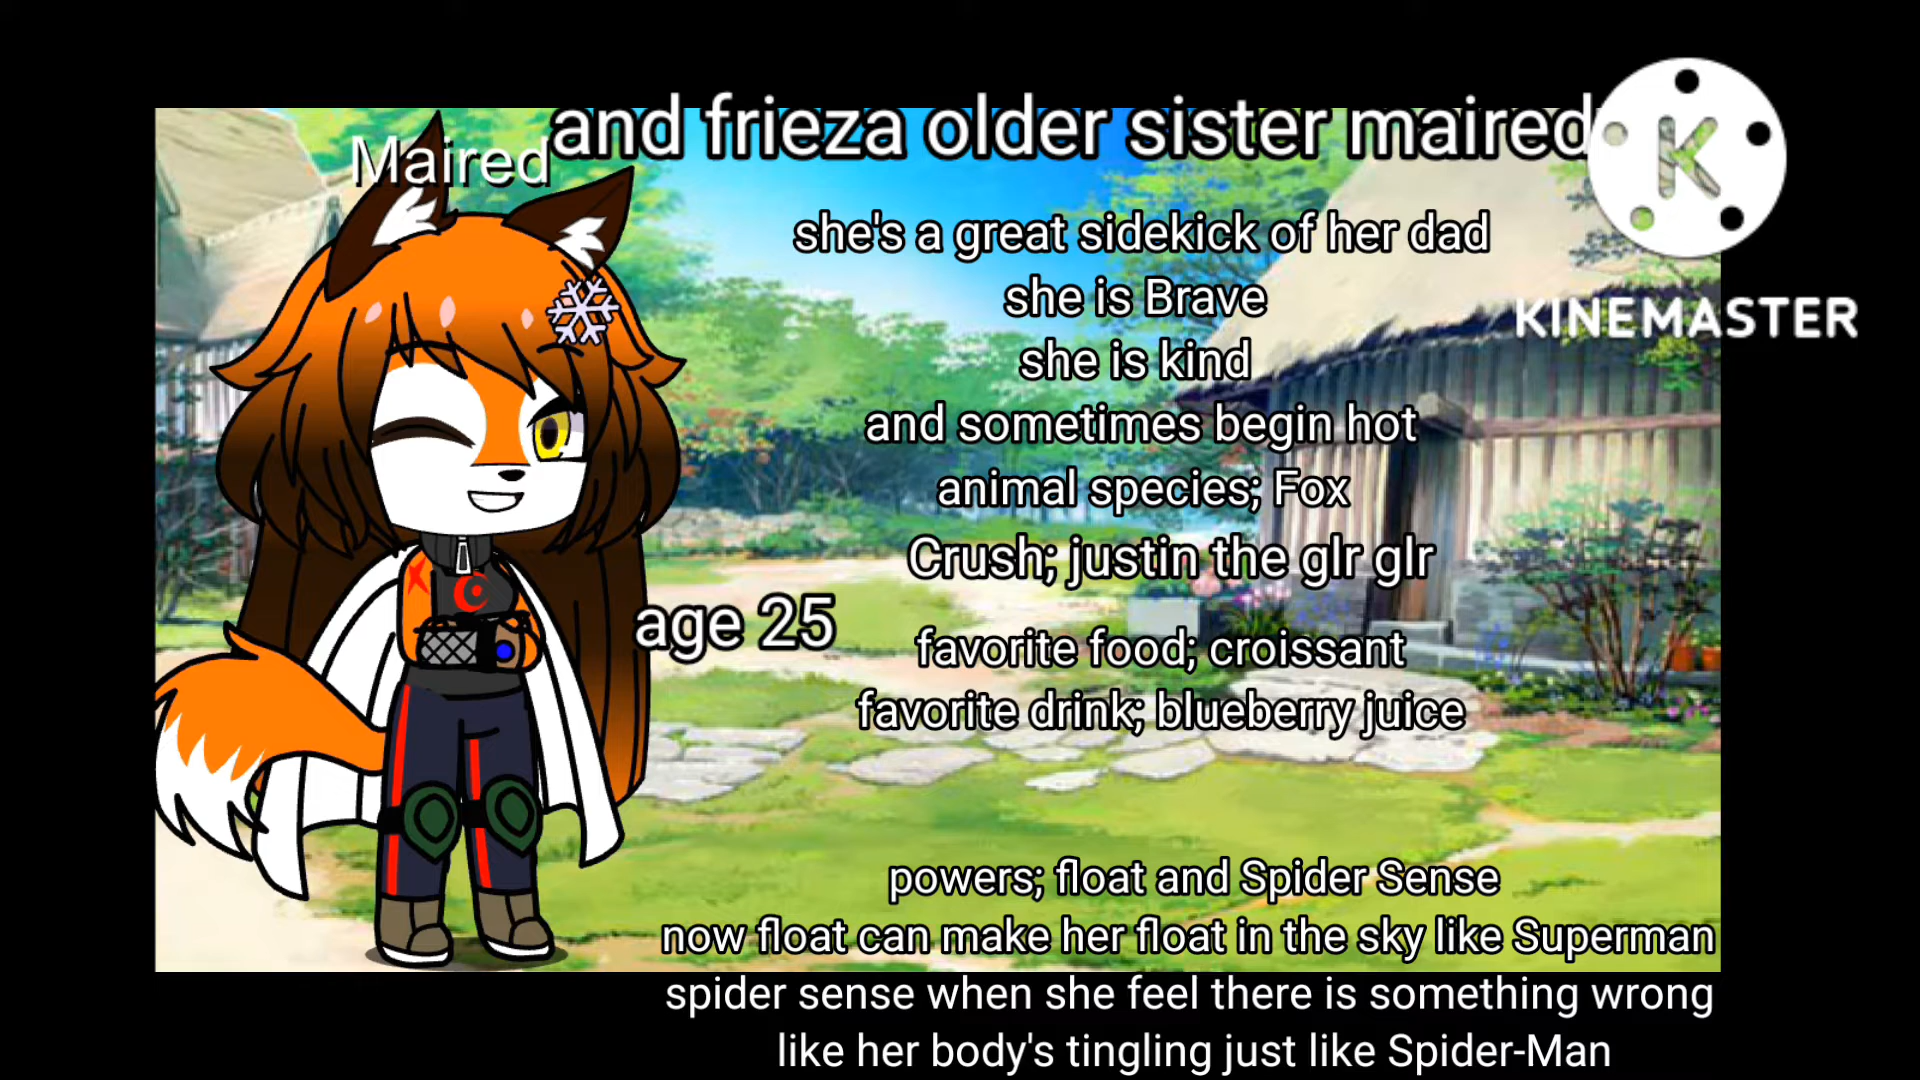 Maired
and frieza older sister maired
K
KINEMASTER
she's a great sidekick of her dad
she is Brave
she is kind
and sometimes begin hot
animal species; Fox
Crush; justin the glr glr
age 25
favorite food; croissant
favorite drink; blueberry juice
powers; float and Spider Sense
now float can make her float in the sky like Superman
spider sense when she feel there is something wrong
like her body's tingling just like Spider-Man